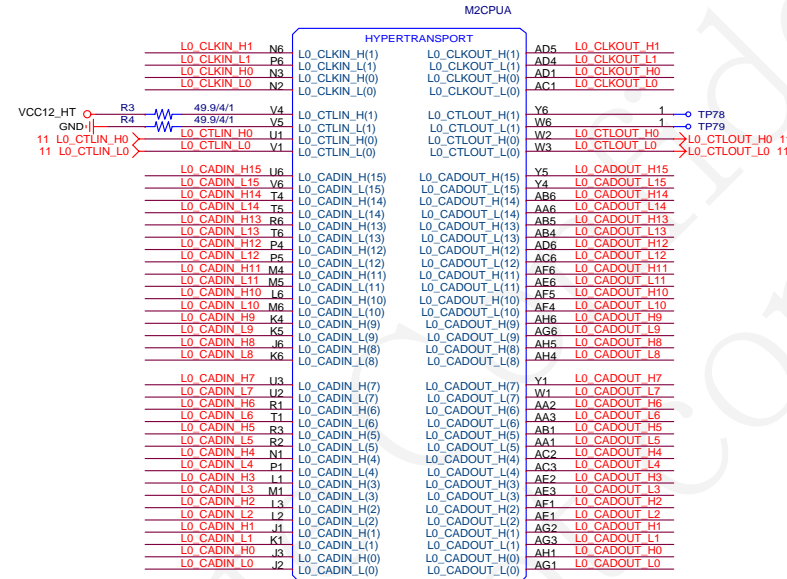 M2CPUA
HYPERTRANSPORT
L0_CLKIN_H1 N6 L0_CLKIN_H(1) L0_CLKOUT_H(1) AD5 L0_CLKOUT_H1
L0_CLKIN_L1 P6 L0_CLKIN_L(1) L0_CLKOUT_L(1) AD4 L0_CLKOUT_L1
L0_CLKIN_H0 N3 L0_CLKIN_H(0) L0_CLKOUT_H(0) AD1 L0_CLKOUT_H0
L0_CLKIN_L0 N2 L0_CLKIN_L(0) L0_CLKOUT_L(0) AC1 L0_CLKOUT_L0
VCC12_HT R3 49.9/4/1 V4 L0_CTLIN_H(1) L0_CTLOUT_H(1) Y6 1 TP78
GND R4 49.9/4/1 V5 L0_CTLIN_L(1) L0_CTLOUT_L(1) W6 1 TP79
11 L0_CTLIN_H0 L0_CTLIN_H0 U1 L0_CTLIN_H(0) L0_CTLOUT_H(0) W2 L0_CTLOUT_H0 L0_CTLOUT_H0 11
11 L0_CTLIN_L0 L0_CTLIN_L0 V1 L0_CTLIN_L(0) L0_CTLOUT_L(0) W3 L0_CTLOUT_L0 L0_CTLOUT_L0 11
L0_CADIN_H15 U6 L0_CADIN_H(15) L0_CADOUT_H(15) Y5 L0_CADOUT_H15
L0_CADIN_L15 V6 L0_CADIN_L(15) L0_CADOUT_L(15) Y4 L0_CADOUT_L15
L0_CADIN_H14 T4 L0_CADIN_H(14) L0_CADOUT_H(14) AB6 L0_CADOUT_H14
L0_CADIN_L14 T5 L0_CADIN_L(14) L0_CADOUT_L(14) AA6 L0_CADOUT_L14
L0_CADIN_H13 R6 L0_CADIN_H(13) L0_CADOUT_H(13) AB5 L0_CADOUT_H13
L0_CADIN_L13 T6 L0_CADIN_L(13) L0_CADOUT_L(13) AB4 L0_CADOUT_L13
L0_CADIN_H12 P4 L0_CADIN_H(12) L0_CADOUT_H(12) AD6 L0_CADOUT_H12
L0_CADIN_L12 P5 L0_CADIN_L(12) L0_CADOUT_L(12) AC6 L0_CADOUT_L12
L0_CADIN_H11 M4 L0_CADIN_H(11) L0_CADOUT_H(11) AF6 L0_CADOUT_H11
L0_CADIN_L11 M5 L0_CADIN_L(11) L0_CADOUT_L(11) AE6 L0_CADOUT_L11
L0_CADIN_H10 L6 L0_CADIN_H(10) L0_CADOUT_H(10) AF5 L0_CADOUT_H10
L0_CADIN_L10 M6 L0_CADIN_L(10) L0_CADOUT_L(10) AF4 L0_CADOUT_L10
L0_CADIN_H9 K4 L0_CADIN_H(9) L0_CADOUT_H(9) AH6 L0_CADOUT_H9
L0_CADIN_L9 K5 L0_CADIN_L(9) L0_CADOUT_L(9) AG6 L0_CADOUT_L9
L0_CADIN_H8 J6 L0_CADIN_H(8) L0_CADOUT_H(8) AH5 L0_CADOUT_H8
L0_CADIN_L8 K6 L0_CADIN_L(8) L0_CADOUT_L(8) AH4 L0_CADOUT_L8
L0_CADIN_H7 U3 L0_CADIN_H(7) L0_CADOUT_H(7) Y1 L0_CADOUT_H7
L0_CADIN_L7 U2 L0_CADIN_L(7) L0_CADOUT_L(7) W1 L0_CADOUT_L7
L0_CADIN_H6 R1 L0_CADIN_H(6) L0_CADOUT_H(6) AA2 L0_CADOUT_H6
L0_CADIN_L6 T1 L0_CADIN_L(6) L0_CADOUT_L(6) AA3 L0_CADOUT_L6
L0_CADIN_H5 R3 L0_CADIN_H(5) L0_CADOUT_H(5) AB1 L0_CADOUT_H5
L0_CADIN_L5 R2 L0_CADIN_L(5) L0_CADOUT_L(5) AA1 L0_CADOUT_L5
L0_CADIN_H4 N1 L0_CADIN_H(4) L0_CADOUT_H(4) AC2 L0_CADOUT_H4
L0_CADIN_L4 P1 L0_CADIN_L(4) L0_CADOUT_L(4) AC3 L0_CADOUT_L4
L0_CADIN_H3 L1 L0_CADIN_H(3) L0_CADOUT_H(3) AE2 L0_CADOUT_H3
L0_CADIN_L3 M1 L0_CADIN_L(3) L0_CADOUT_L(3) AE3 L0_CADOUT_L3
L0_CADIN_H2 L3 L0_CADIN_H(2) L0_CADOUT_H(2) AF1 L0_CADOUT_H2
L0_CADIN_L2 L2 L0_CADIN_L(2) L0_CADOUT_L(2) AE1 L0_CADOUT_L2
L0_CADIN_H1 J1 L0_CADIN_H(1) L0_CADOUT_H(1) AG2 L0_CADOUT_H1
L0_CADIN_L1 K1 L0_CADIN_L(1) L0_CADOUT_L(1) AG3 L0_CADOUT_L1
L0_CADIN_H0 J3 L0_CADIN_H(0) L0_CADOUT_H(0) AH1 L0_CADOUT_H0
L0_CADIN_L0 J2 L0_CADIN_L(0) L0_CADOUT_L(0) AG1 L0_CADOUT_L0